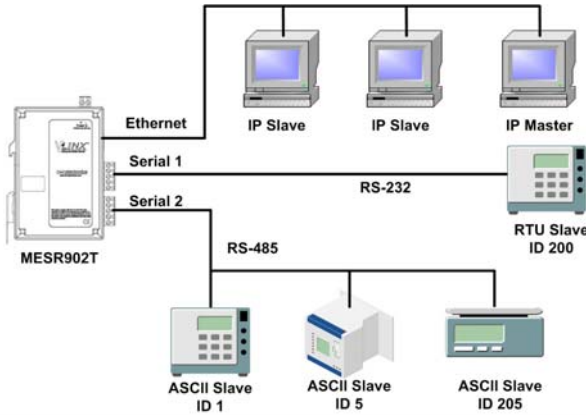 Ethernet
IP Slave
IP Slave
IP Master
Serial 1
RS-232
Serial 2
RTU Slave
ID 200
MESR902T
RS-485
ASCII Slave
ID 1
ASCII Slave
ID 5
ASCII Slave
ID 205